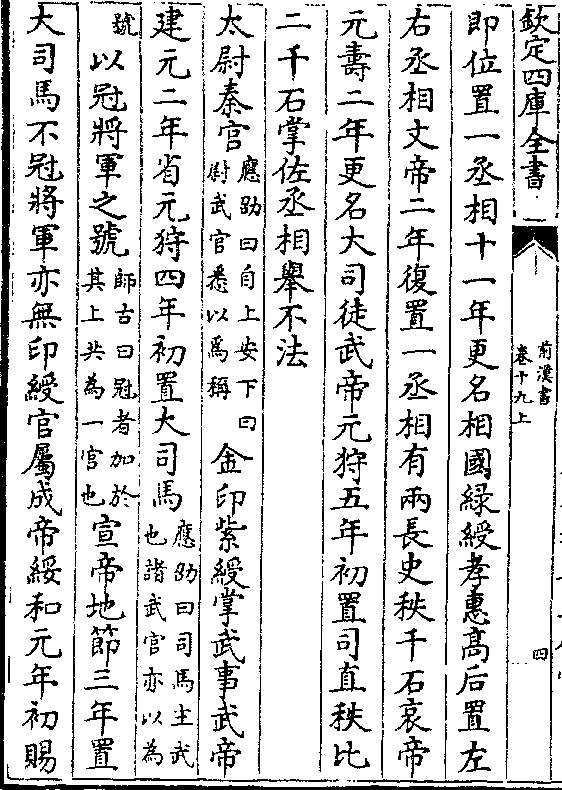 欽定四庫全書
前漢書
卷十九上
四
即位置一丞相十一年更名相國緑綬孝惠髙后置左
右丞相文帝二年復置一丞相有兩長史秩千石哀帝
元壽二年更名大司徒武帝元狩五年初置司直秩比
二千石掌佐丞相舉不法
太尉秦官應劭曰自上安下曰尉武官悉以爲稱金印紫綬掌武事武帝
建元二年省元狩四年初置大司馬應劭曰司馬主武也諸武官亦以為
號以冠將軍之號師古曰冠者加於其上共為一官也宣帝地節三年置
大司馬不冠將軍亦無印綬官屬成帝綏和元年初賜